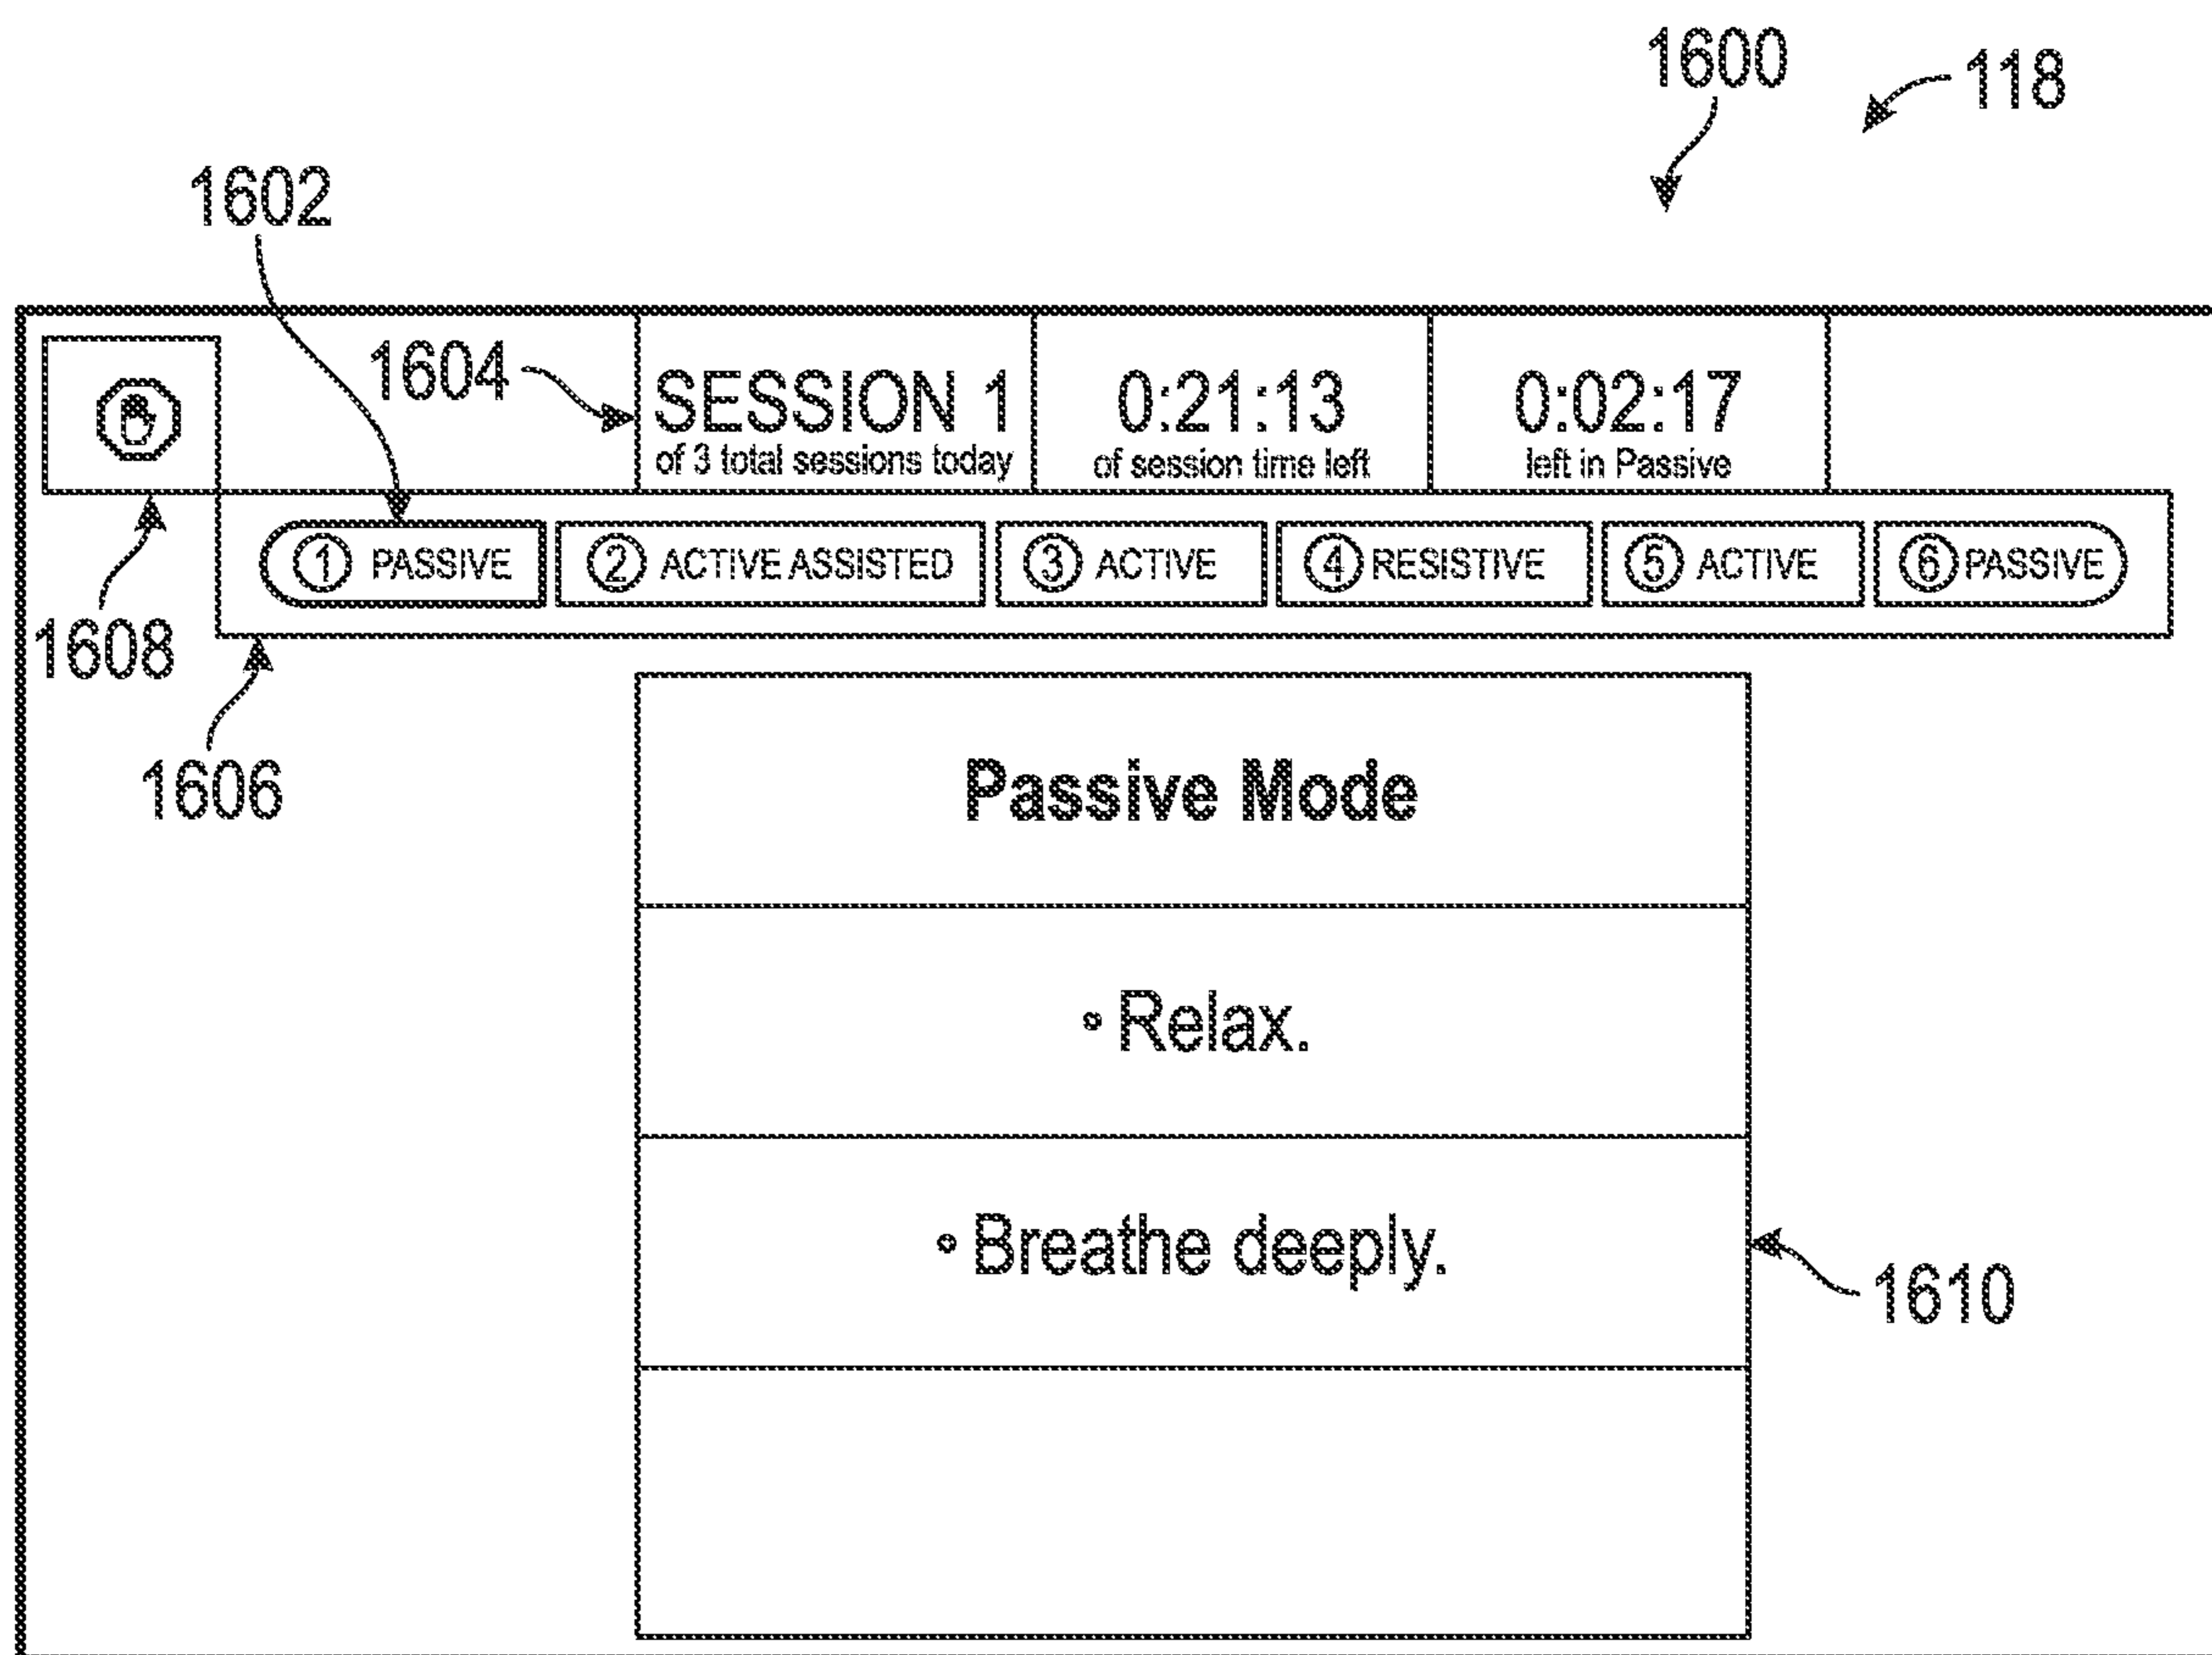 1600
118
1602
1604
SESSION 1
of 3 total sessions today
0:21:13
of session time left
0:02:17
left in Passive
1 PASSIVE
2 ACTIVE ASSISTED
3 ACTIVE
4 RESISTIVE
5 ACTIVE
6 PASSIVE
1608
1606
Passive Mode
• Relax.
• Breathe deeply.
1610